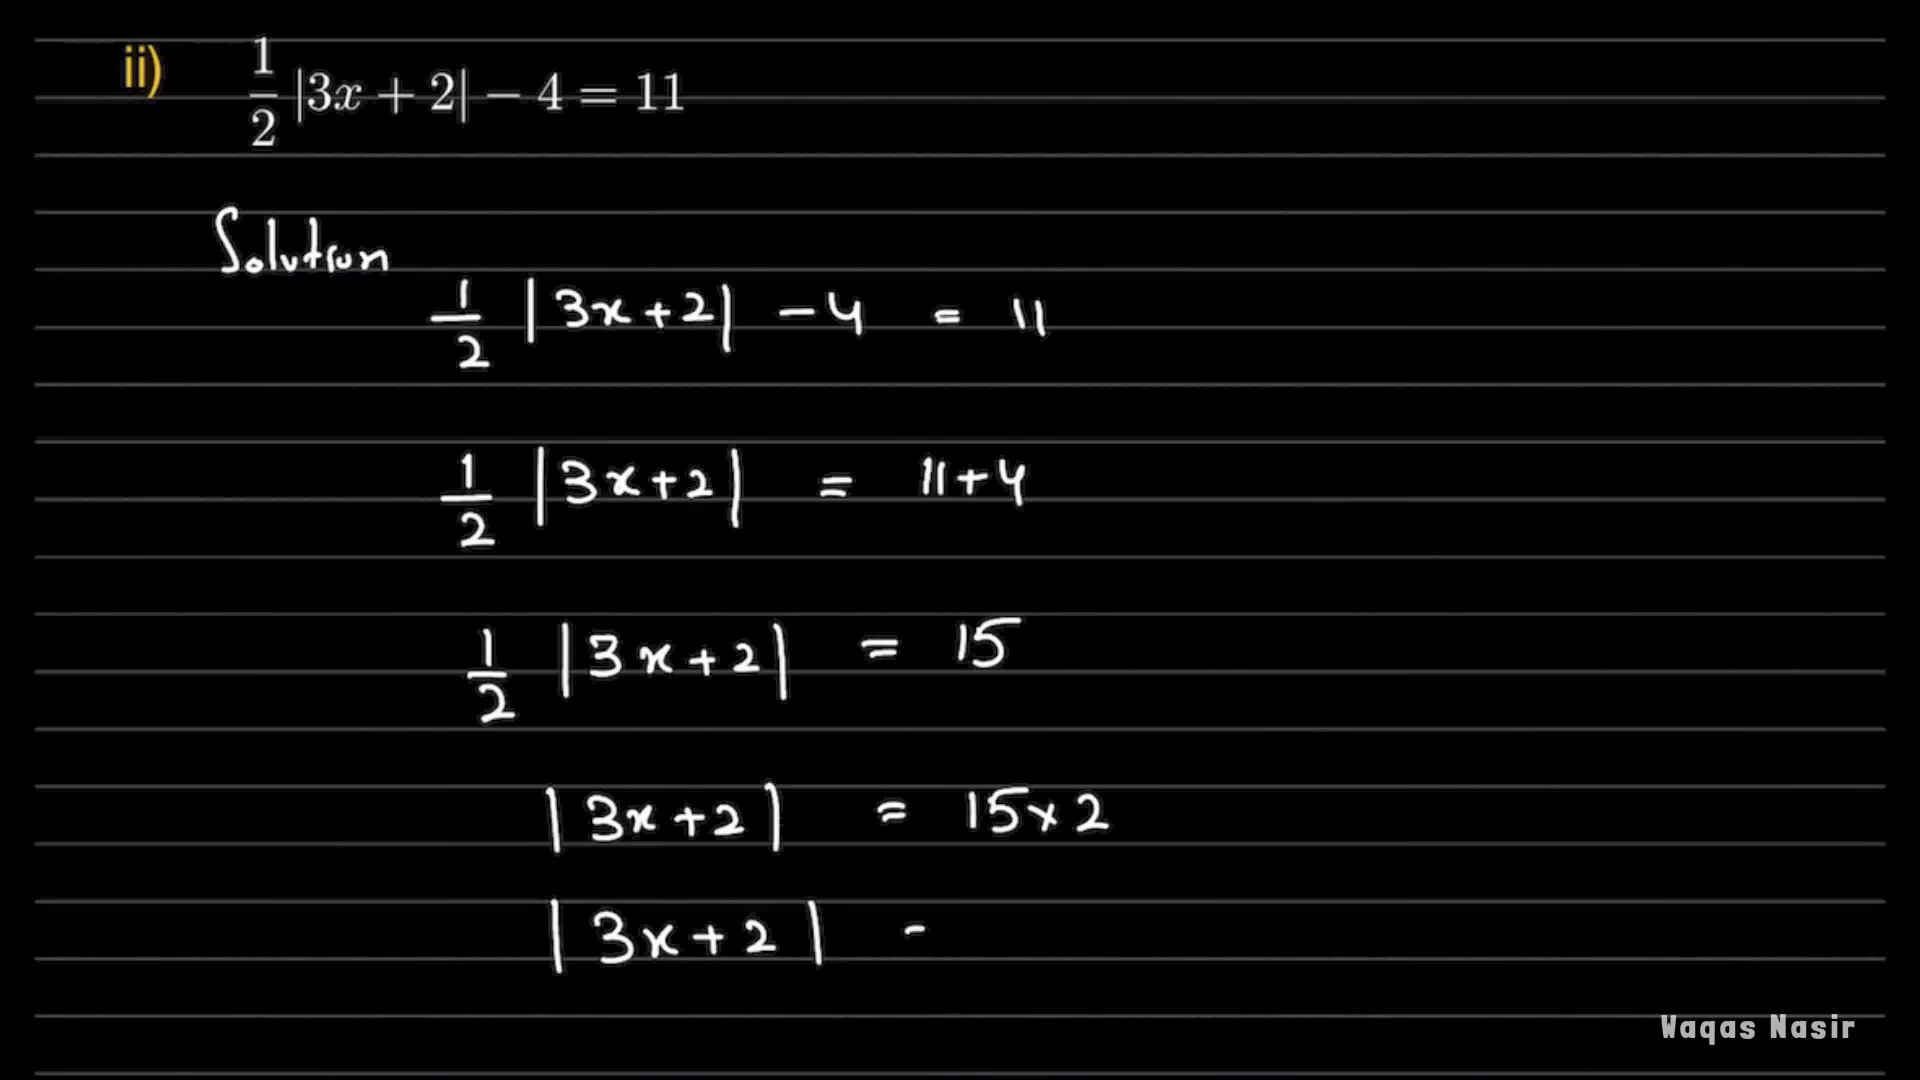 ii) 1/2 |3x + 2| − 4 = 11
Solution
1/2 |3x+2| −4 = 11
1/2 |3x+2| = 11+4
1/2 |3x+2| = 15
|3x+2| = 15×2
|3x+2| -
Waqas Nasir